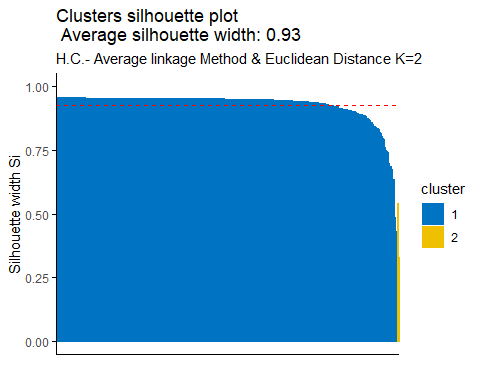 Clusters silhouette plot
Average silhouette width: 0.93
H.C.- Average linkage Method & Euclidean Distance K=2
1.00
0.75
0.50
0.25
0.00
Silhouette width Si
cluster
1
2